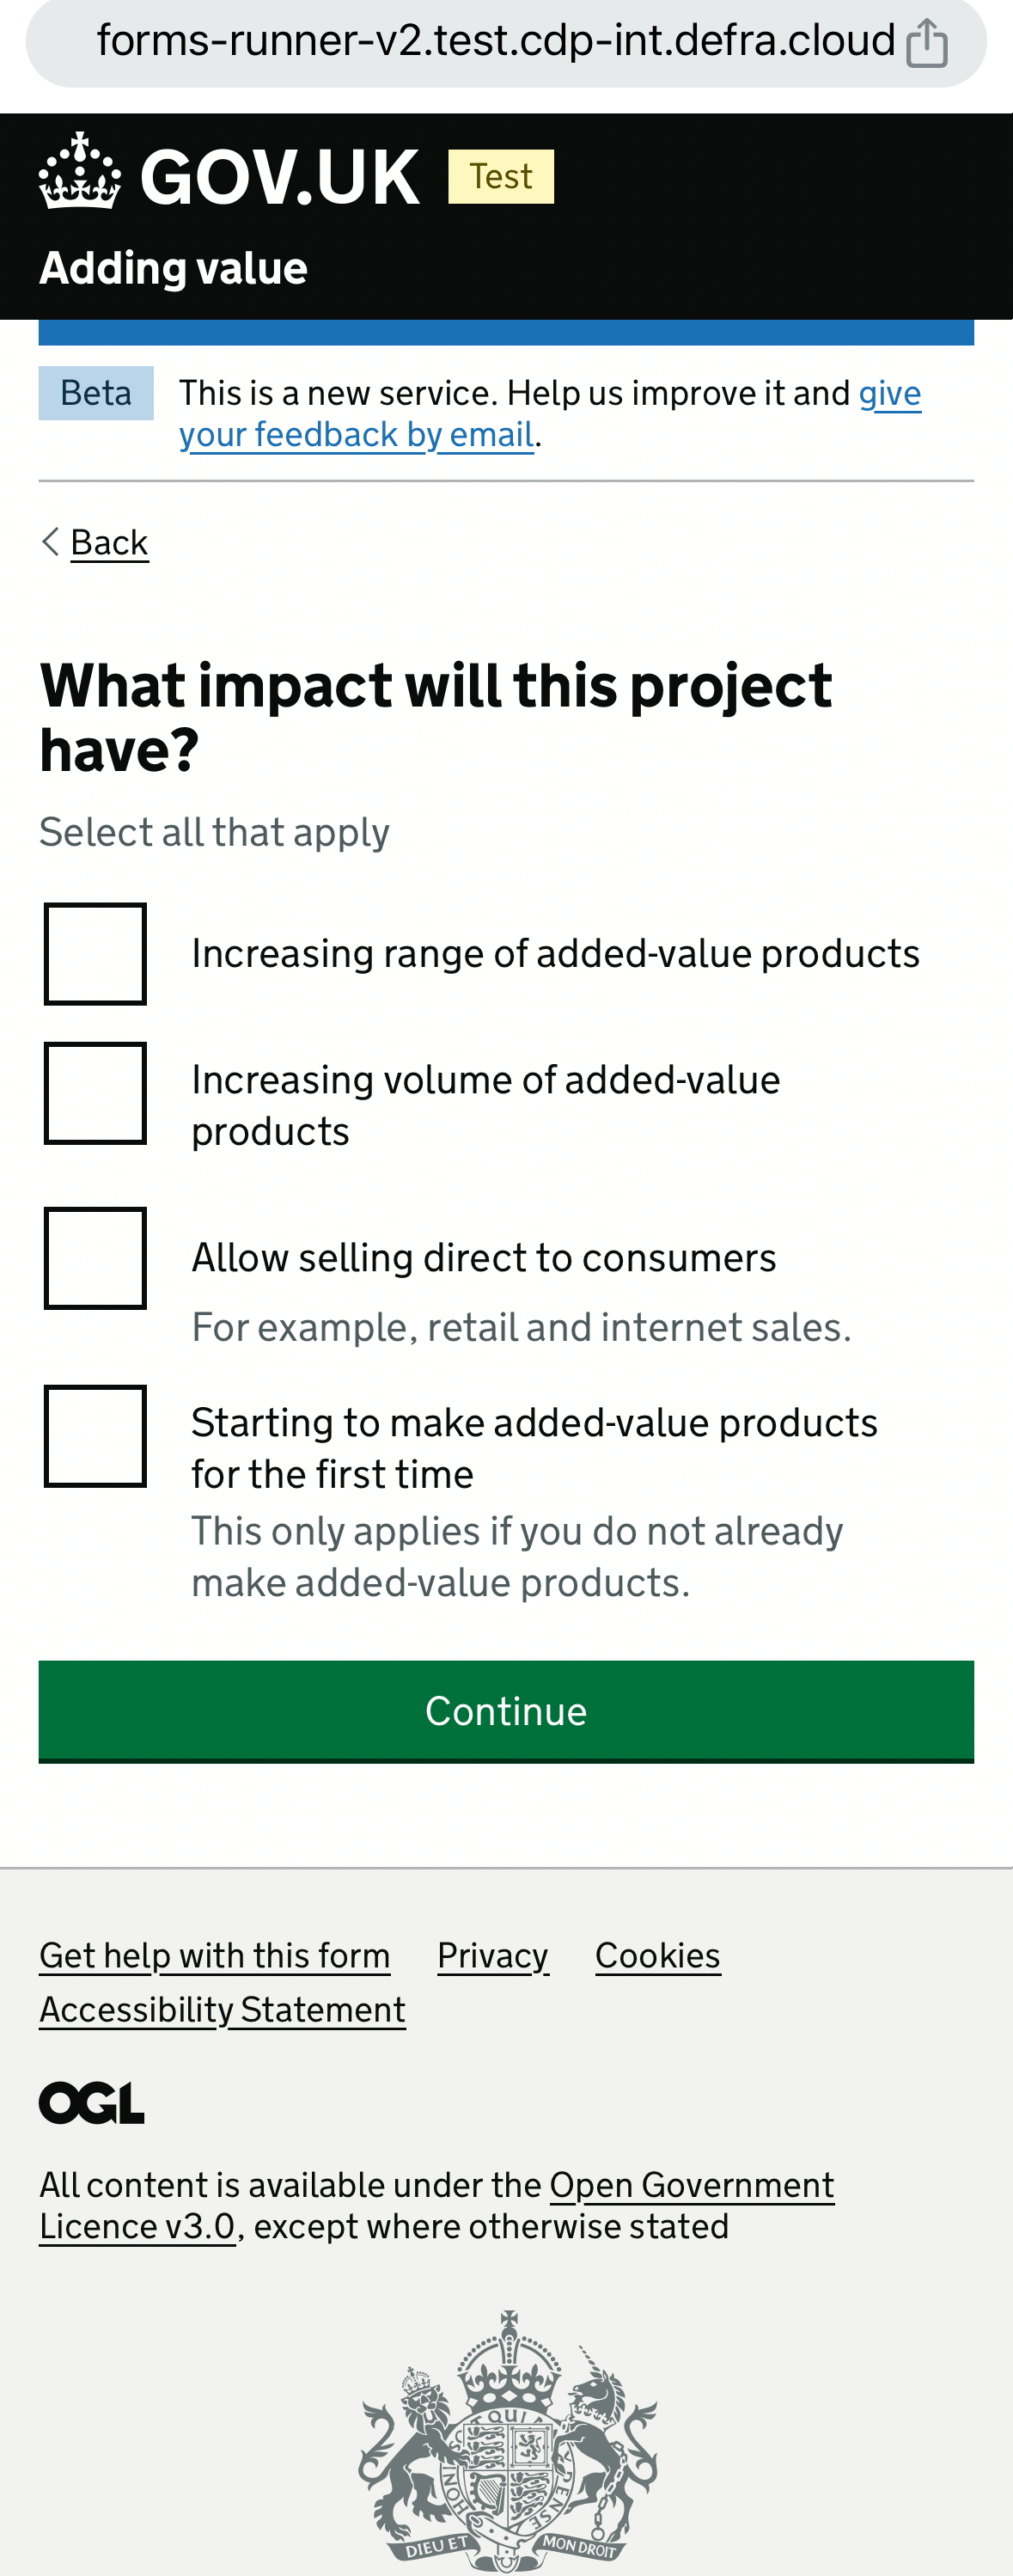 forms-runner-v2.test.cdp-int.defra.cloud
GOV.UK Test
Adding value
Beta This is a new service. Help us improve it and give
your feedback by email.
Back
What impact will this project
have?
Select all that apply
Increasing range of added-value products
Increasing volume of added-value
products
Allow selling direct to consumers
For example, retail and internet sales.
Starting to make added-value products
for the first time
This only applies if you do not already
make added-value products.
Continue
Get help with this form Privacy Cookies
Accessibility Statement
OGL
All content is available under the Open Government
Licence v3.0, except where otherwise stated
DIEU ET MON DROIT